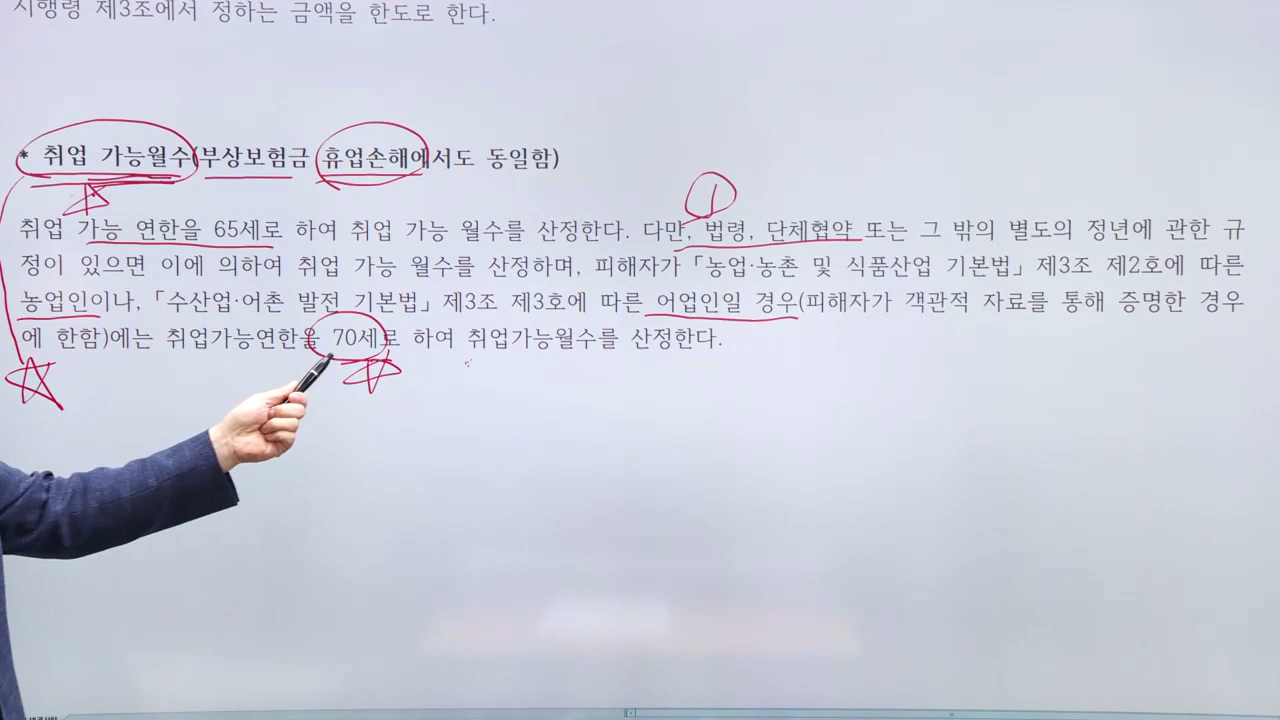 시행령 제3조에서 정하는 금액을 한도로 한다.
* 취업 가능월수(부상보험금 휴업손해에서도 동일함)
①
취업 가능 연한을 65세로 하여 취업 가능 월수를 산정한다. 다만, 법령, 단체협약 또는 그 밖의 별도의 정년에 관한 규
정이 있으면 이에 의하여 취업 가능 월수를 산정하며, 피해자가 「농업·농촌 및 식품산업 기본법」 제3조 제2호에 따른
농업인이나, 「수산업·어촌 발전 기본법」 제3조 제3호에 따른 어업인일 경우(피해자가 객관적 자료를 통해 증명한 경우
에 한함)에는 취업가능연한을 70세로 하여 취업가능월수를 산정한다.